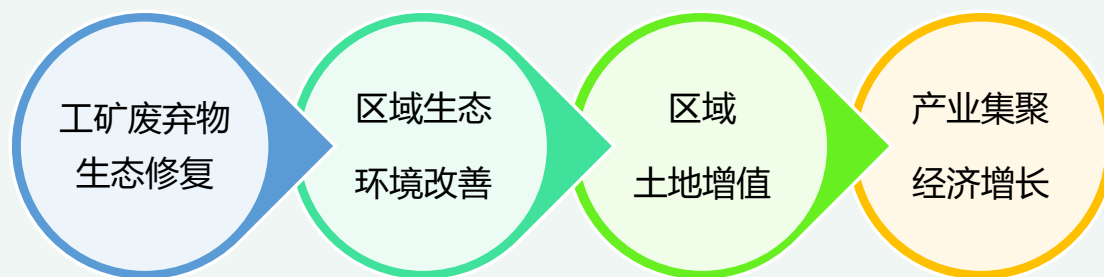 工矿废弃物
生态修复
区域生态
环境改善
区域
土地增值
产业集聚
经济增长